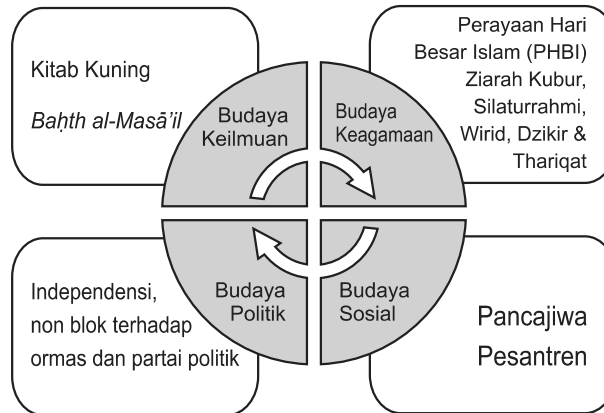 Kitab Kuning
Baḥth al-Masā'il
Budaya
Keilmuan
Budaya
Keagamaan
Perayaan Hari
Besar Islam (PHBI)
Ziarah Kubur,
Silaturrahmi,
Wirid, Dzikir &
Thariqat
Independensi,
non blok terhadap
ormas dan partai politik
Budaya
Politik
Budaya
Sosial
Pancajiwa
Pesantren